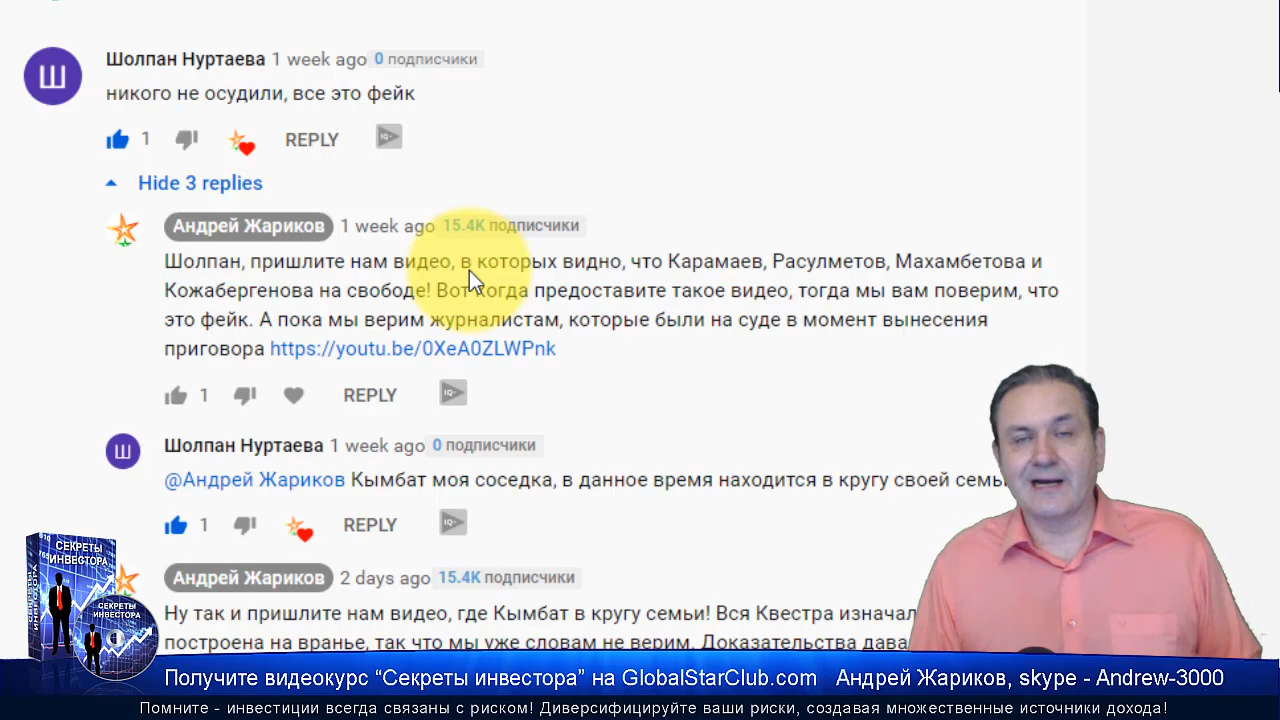 Шолпан Нуртаева 1 week ago 0 подписчики
Ш
никого не осудили, все это фейк
1 REPLY
Hide 3 replies
Андрей Жариков 1 week ago 15.4K подписчики
Шолпан, пришлите нам видео, в которых видно, что Карамаев, Расулметов, Махамбетова и
Кожабергенова на свободе! Вот когда предоставите такое видео, тогда мы вам поверим, что
это фейк. А пока мы верим журналистам, которые были на суде в момент вынесения
приговора https://youtu.be/0XeA0ZLWPnk
1 REPLY
Шолпан Нуртаева 1 week ago 0 подписчики
Ш
@Андрей Жариков Кымбат моя соседка, в данное время находится в кругу своей
1 REPLY
Андрей Жариков 2 days ago 15.4K подписчики
Ну так и пришлите нам видео, где Кымбат в кругу семьи! Вся Квестра
построена на вранье, так что мы уже словам не верим. Доказательства
СЕКРЕТЫ
ИНВЕСТОРА
СЕКРЕТЫ
ИНВЕСТОРА
Получите видеокурс “Секреты инвестора” на GlobalStarClub.com Андрей Жариков, skype - Andrew-3000
Помните - инвестиции всегда связаны с риском! Диверсифицируйте ваши риски, создавая множественные источники дохода!